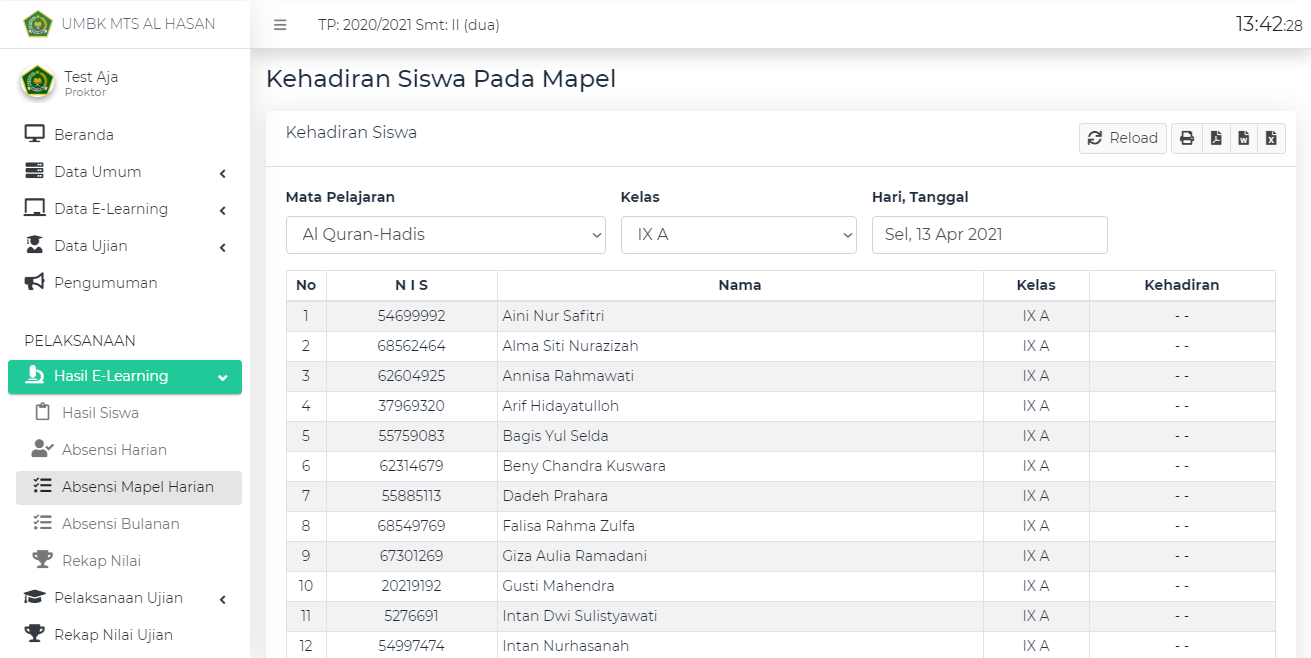 UMBK MTS AL HASAN
TP: 2020/2021 Smt: II (dua)
13:42:28
Test Aja
Proktor
Beranda
Data Umum
Data E-Learning
Data Ujian
Pengumuman
PELAKSANAAN
Hasil E-Learning
Hasil Siswa
Absensi Harian
Absensi Mapel Harian
Absensi Bulanan
Rekap Nilai
Pelaksanaan Ujian
Rekap Nilai Ujian
Kehadiran Siswa Pada Mapel
Kehadiran Siswa
Reload
Mata Pelajaran Kelas Hari, Tanggal
Al Quran-Hadis IX A Sel, 13 Apr 2021
No N I S Nama Kelas Kehadiran
1 54699992 Aini Nur Safitri IX A - -
2 68562464 Alma Siti Nurazizah IX A - -
3 62604925 Annisa Rahmawati IX A - -
4 37969320 Arif Hidayatulloh IX A - -
5 55759083 Bagis Yul Selda IX A - -
6 62314679 Beny Chandra Kuswara IX A - -
7 55885113 Dadeh Prahara IX A - -
8 68549769 Falisa Rahma Zulfa IX A - -
9 67301269 Giza Aulia Ramadani IX A - -
10 20219192 Gusti Mahendra IX A - -
11 5276691 Intan Dwi Sulistyawati IX A - -
12 54997474 Intan Nurhasanah IX A - -